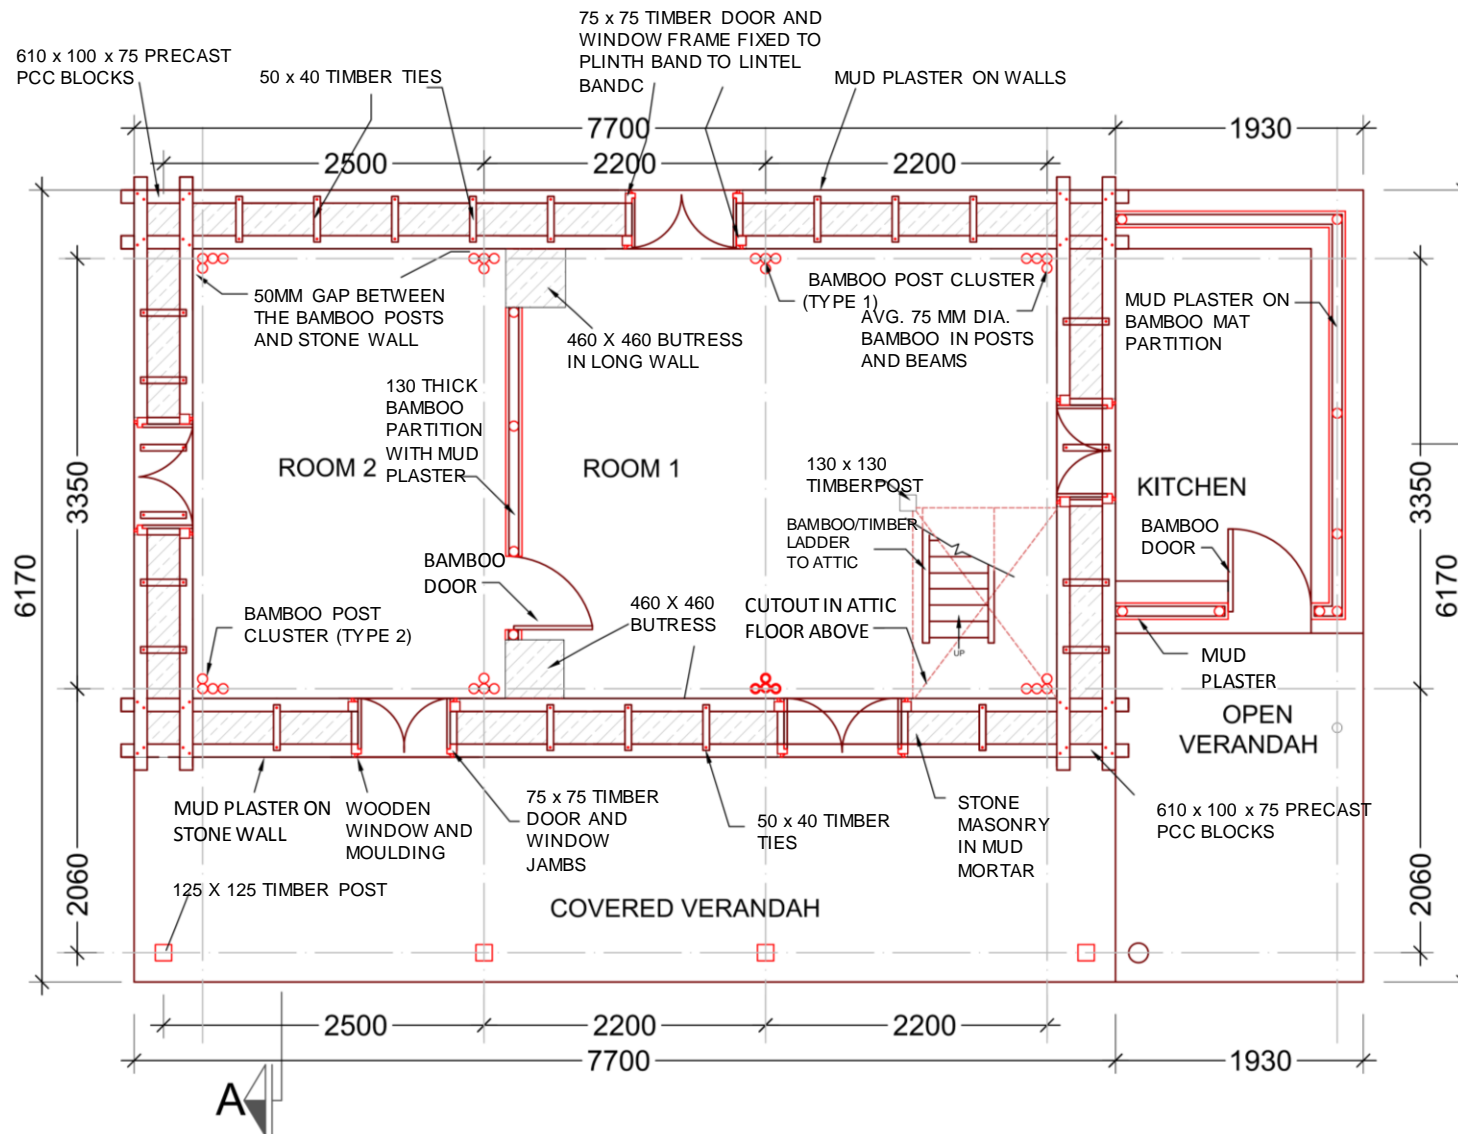 75 x 75 TIMBER DOOR AND
WINDOW FRAME FIXED TO
PLINTH BAND TO LINTEL
BANDC
610 x 100 x 75 PRECAST
PCC BLOCKS
50 x 40 TIMBER TIES
MUD PLASTER ON WALLS
7700
1930
2500
2200
2200
50MM GAP BETWEEN
THE BAMBOO POSTS
AND STONE WALL
460 X 460 BUTRESS
IN LONG WALL
BAMBOO POST CLUSTER
(TYPE 1)
AVG. 75 MM DIA.
BAMBOO IN POSTS
AND BEAMS
MUD PLASTER ON
BAMBOO MAT
PARTITION
130 THICK
BAMBOO
PARTITION
WITH MUD
PLASTER
ROOM 2
ROOM 1
130 x 130
TIMBERPOST
KITCHEN
3350
3350
6170
6170
BAMBOO/TIMBER
LADDER
TO ATTIC
BAMBOO
DOOR
BAMBOO
DOOR
BAMBOO POST
CLUSTER (TYPE 2)
460 X 460
BUTRESS
CUTOUT IN ATTIC
FLOOR ABOVE
UP
MUD
PLASTER
OPEN
VERANDAH
MUD PLASTER ON
STONE WALL
WOODEN
WINDOW AND
MOULDING
75 x 75 TIMBER
DOOR AND
WINDOW
JAMBS
50 x 40 TIMBER
TIES
STONE
MASONRY
IN MUD
MORTAR
610 x 100 x 75 PRECAST
PCC BLOCKS
2060
2060
125 X 125 TIMBER POST
COVERED VERANDAH
2500
2200
2200
7700
1930
A